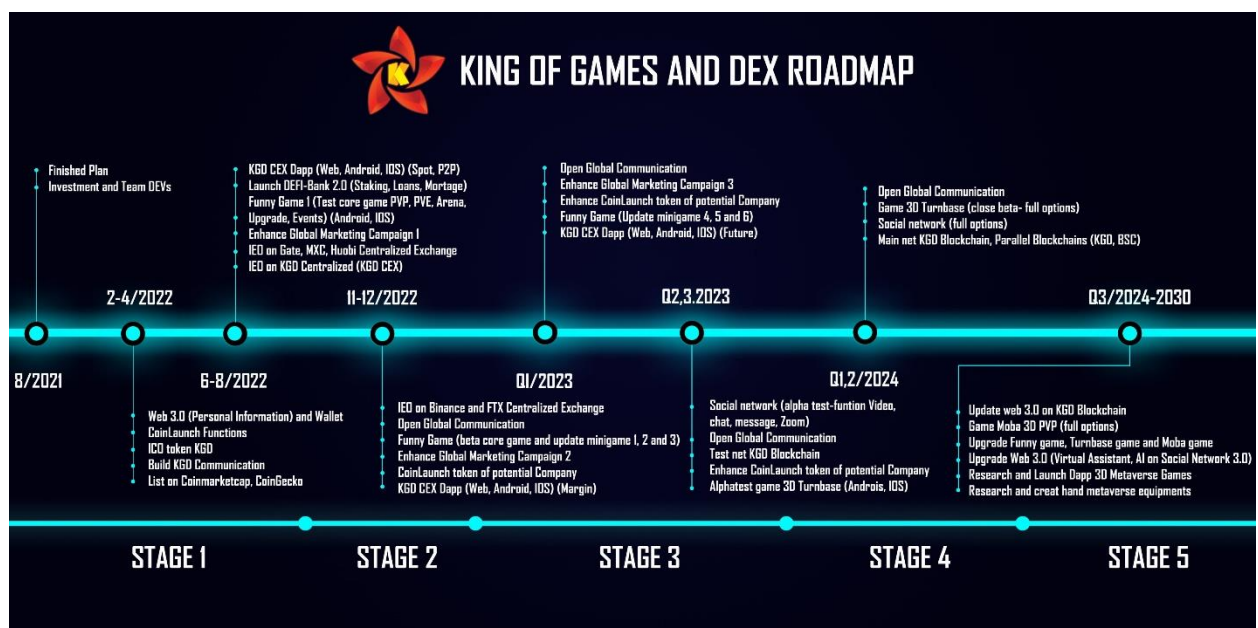 K
KING OF GAMES AND DEX ROADMAP
Finished Plan
Investment and Team DEVs
KGD CEX Dapp (Web, Android, IOS) (Spot, P2P)
Launch DEFI-Bank 2.0 (Staking, Loans, Mortage)
Funny Game 1 (Test core game PVP, PVE, Arena,
Upgrade, Events) (Android, IOS)
Enhance Global Marketing Campaign 1
IEO on Gate, MXC, Huobi Centralized Exchange
IEO on KGD Centralized (KGD CEX)
Open Global Communication
Enhance Global Marketing Campaign 3
Enhance CoinLaunch token of potential Company
Funny Game (Update minigame 4, 5 and 6)
KGD CEX Dapp (Web, Android, IOS) (Future)
Open Global Communication
Game 3D Turnbase (close beta- full options)
Social network (full options)
Main net KGD Blockchain, Parallel Blockchains (KGD, BSC)
2-4/2022
11-12/2022
Q2,3.2023
Q3/2024-2030
8/2021
6-8/2022
Q1/2023
Q1,2/2024
Web 3.0 (Personal Information) and Wallet
CoinLaunch Functions
ICO token KGD
Build KGD Communication
List on Coinmarketcap, CoinGecko
IEO on Binance and FTX Centralized Exchange
Open Global Communication
Funny Game (beta core game and update minigame 1, 2 and 3)
Enhance Global Marketing Campaign 2
CoinLaunch token of potential Company
KGD CEX Dapp (Web, Android, IOS) (Margin)
Social network (alpha test-funtion Video,
chat, message, Zoom)
Open Global Communication
Test net KGD Blockchain
Enhance CoinLaunch token of potential Company
Alphatest game 3D Turnbase (Androis, IOS)
Update web 3.0 on KGD Blockchain
Game Moba 3D PVP (full options)
Upgrade Funny game, Turnbase game and Moba game
Upgrade Web 3.0 (Virtual Assistant, AI on Social Network 3.0)
Research and Launch Dapp 3D Metaverse Games
Research and creat hand metaverse equipments
STAGE 1
STAGE 2
STAGE 3
STAGE 4
STAGE 5